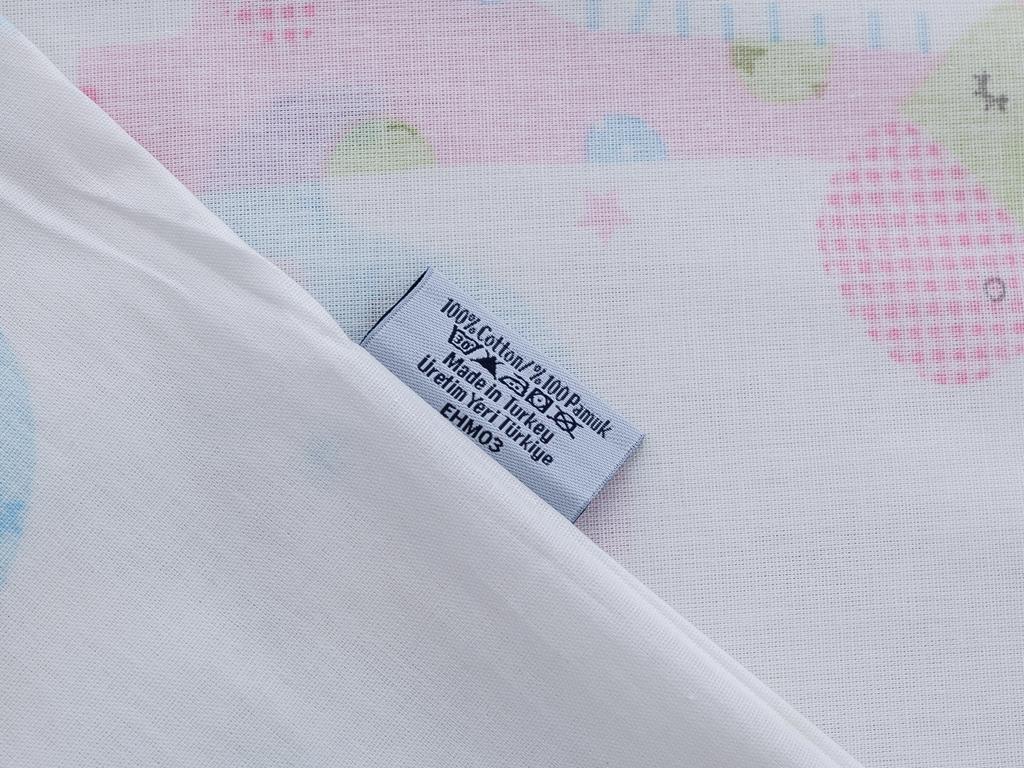 100% Cotton/ %100 Pamuk
30
Made in Turkey
Üretim Yeri Türkiye
EHM03